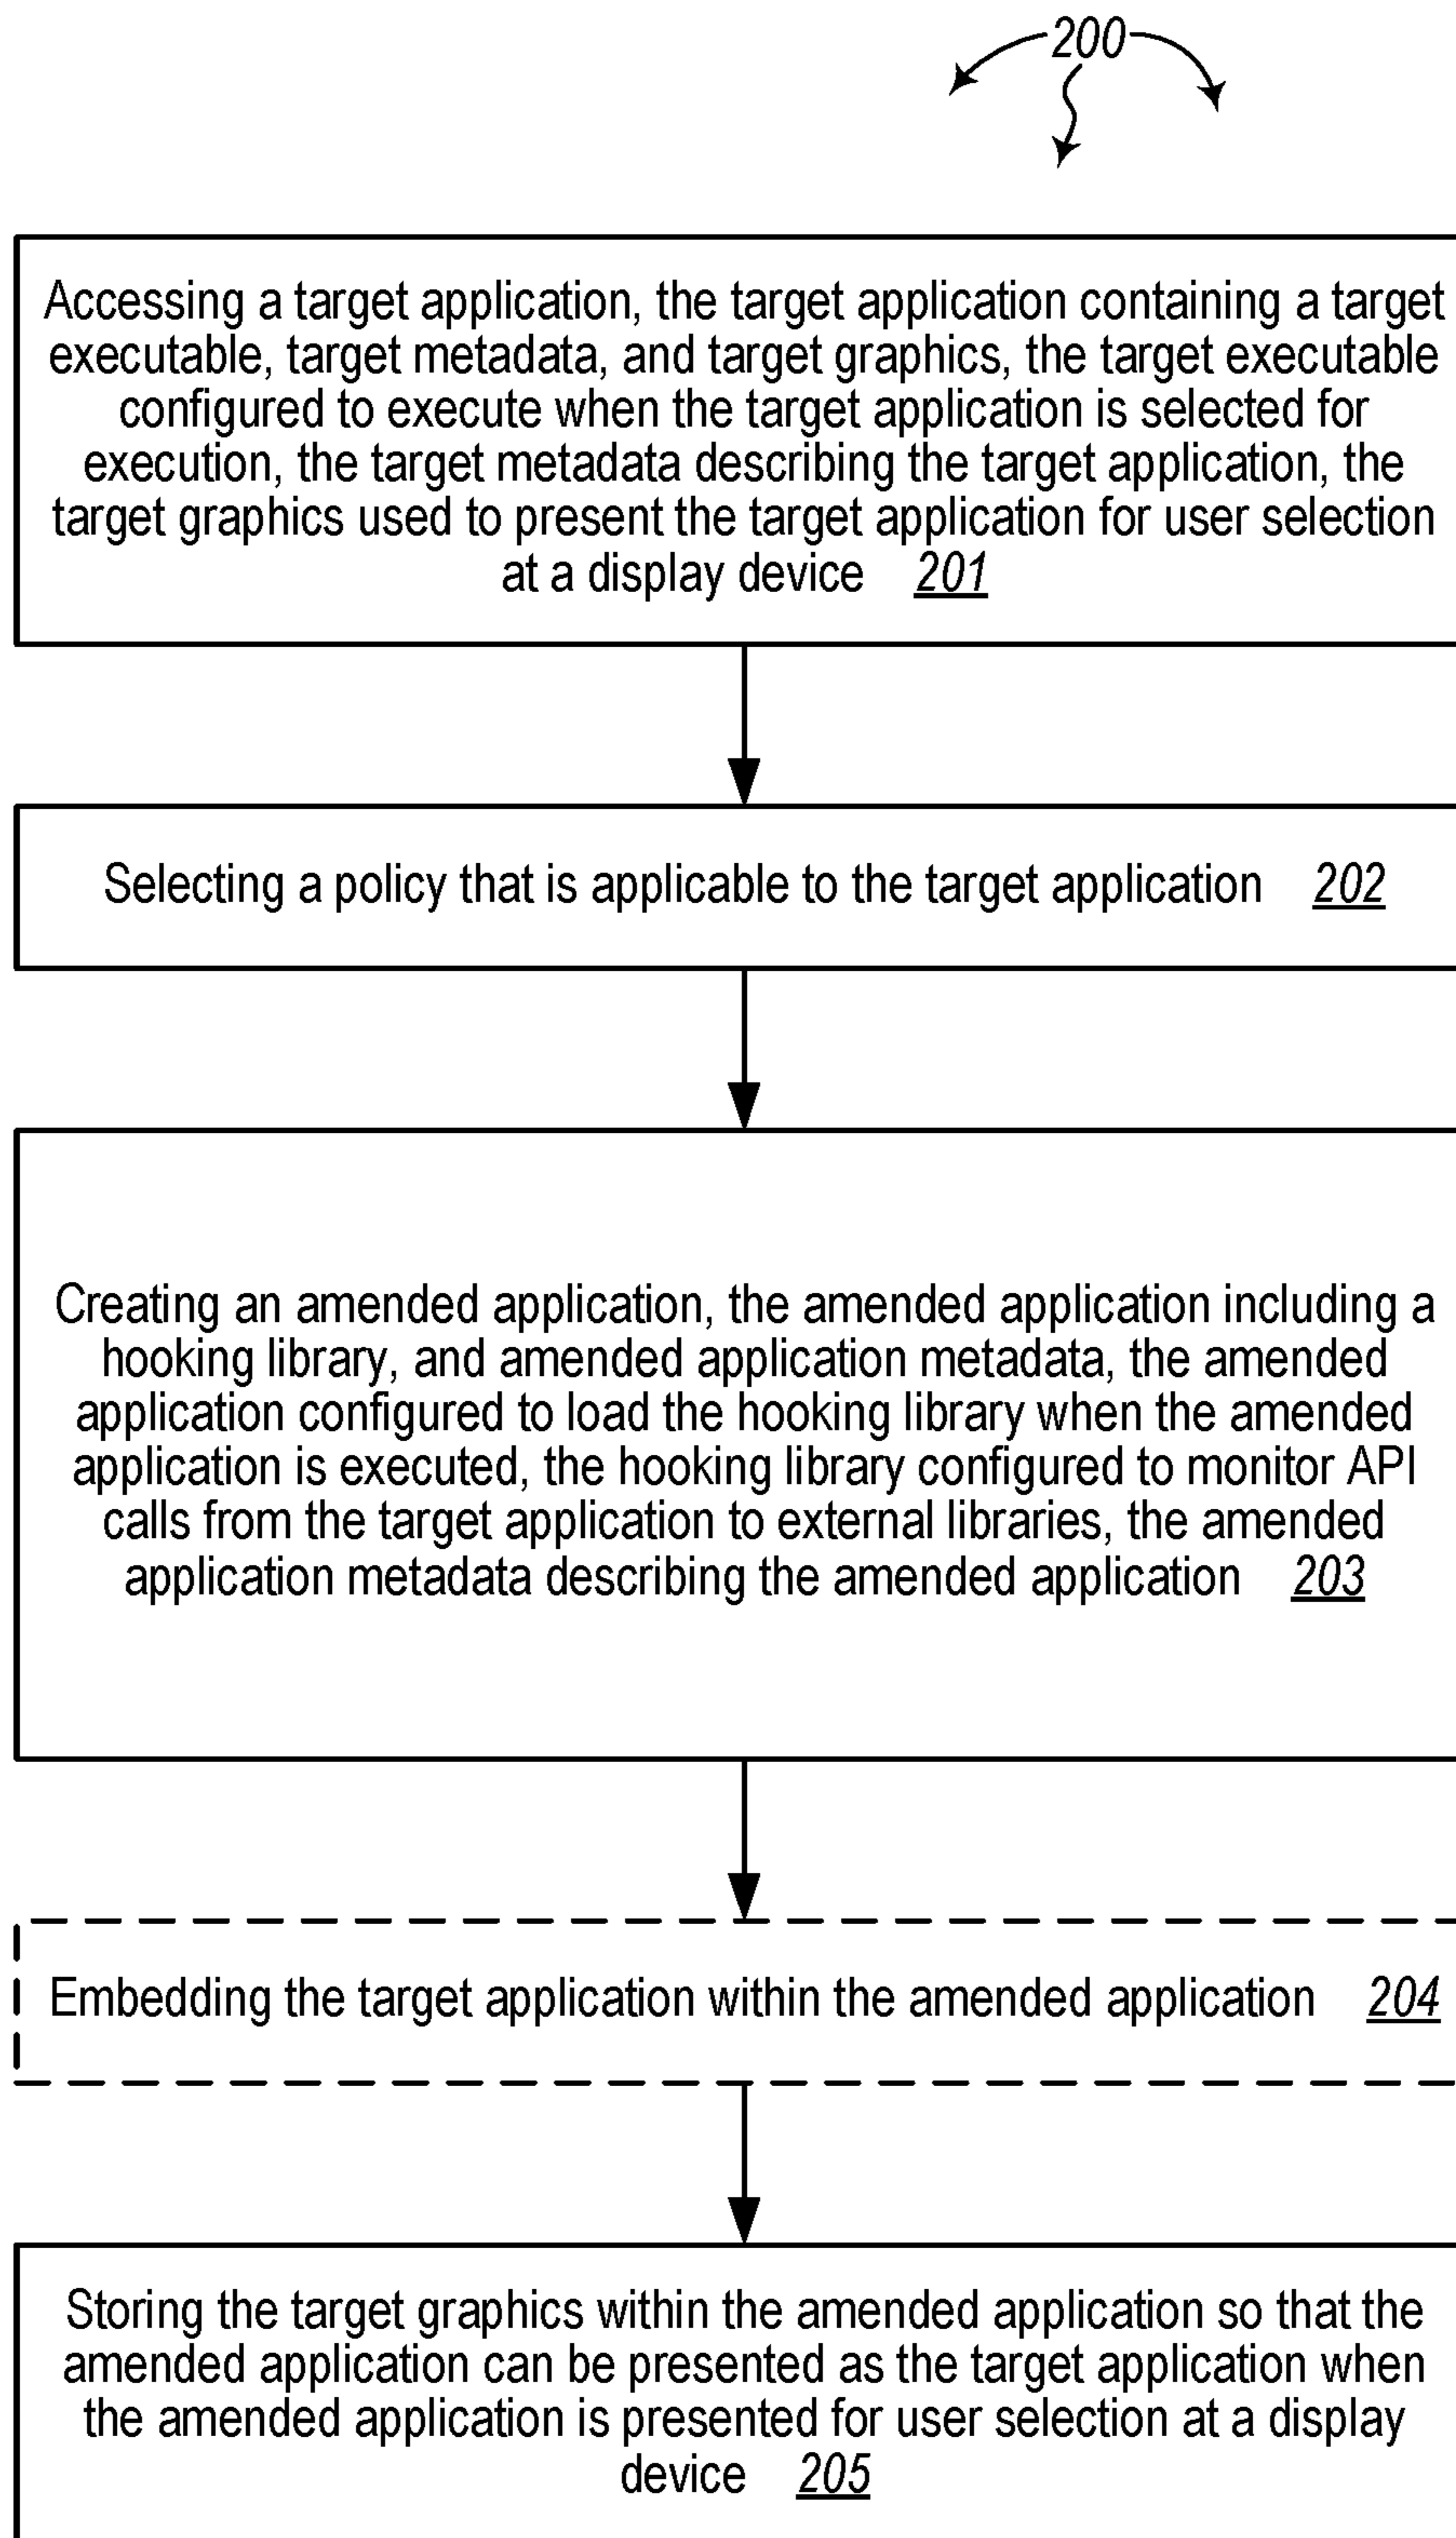 200
Accessing a target application, the target application containing a target
executable, target metadata, and target graphics, the target executable
configured to execute when the target application is selected for
execution, the target metadata describing the target application, the
target graphics used to present the target application for user selection
at a display device 201
Selecting a policy that is applicable to the target application 202
Creating an amended application, the amended application including a
hooking library, and amended application metadata, the amended
application configured to load the hooking library when the amended
application is executed, the hooking library configured to monitor API
calls from the target application to external libraries, the amended
application metadata describing the amended application 203
Embedding the target application within the amended application 204
Storing the target graphics within the amended application so that the
amended application can be presented as the target application when
the amended application is presented for user selection at a display
device 205